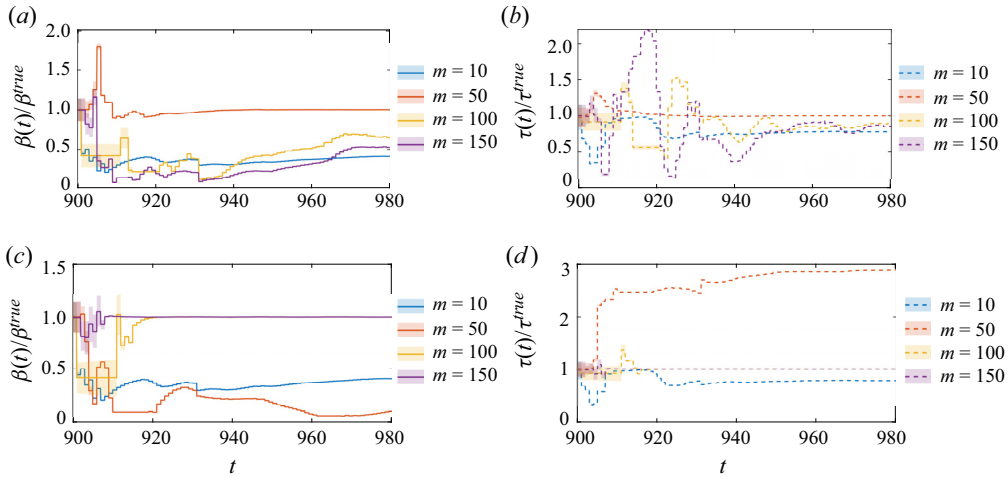 (a)
β(t)/β^true
2.0
1.5
1.0
0.5
0
900 920 940 960 980
m = 10
m = 50
m = 100
m = 150
(b)
τ(t)/τ^true
2.0
1.5
1.0
0.5
0
900 920 940 960 980
m = 10
m = 50
m = 100
m = 150
(c)
β(t)/β^true
1.5
1.0
0.5
0
900 920 940 960 980
t
m = 10
m = 50
m = 100
m = 150
(d)
τ(t)/τ^true
3
2
1
0
900 920 940 960 980
t
m = 10
m = 50
m = 100
m = 150